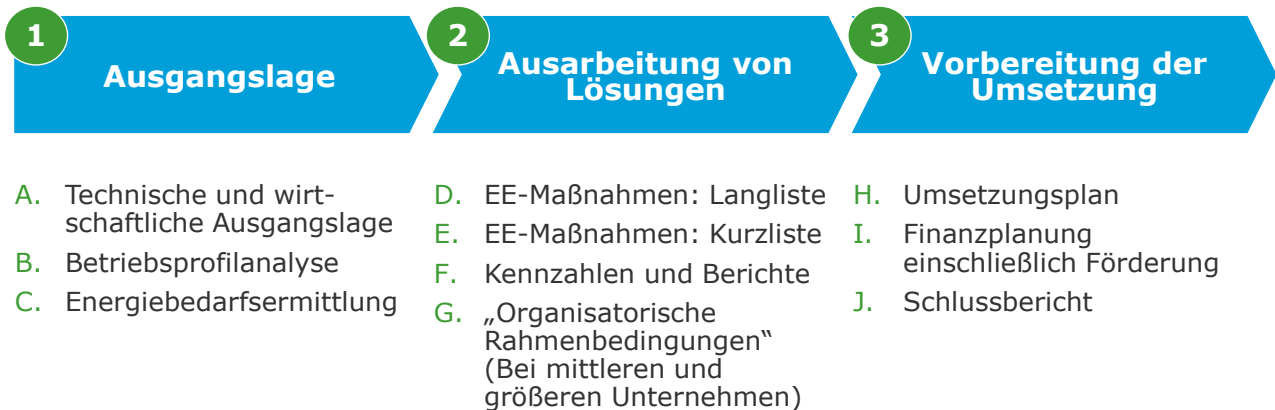 1
Ausgangslage
A. Technische und wirt-
schaftliche Ausgangslage
B. Betriebsprofilanalyse
C. Energiebedarfsermittlung
2
Ausarbeitung von
Lösungen
D. EE-Maßnahmen: Langliste
E. EE-Maßnahmen: Kurzliste
F. Kennzahlen und Berichte
G. „Organisatorische
Rahmenbedingungen“
(Bei mittleren und
größeren Unternehmen)
3
Vorbereitung der
Umsetzung
H. Umsetzungsplan
I. Finanzplanung
einschließlich Förderung
J. Schlussbericht